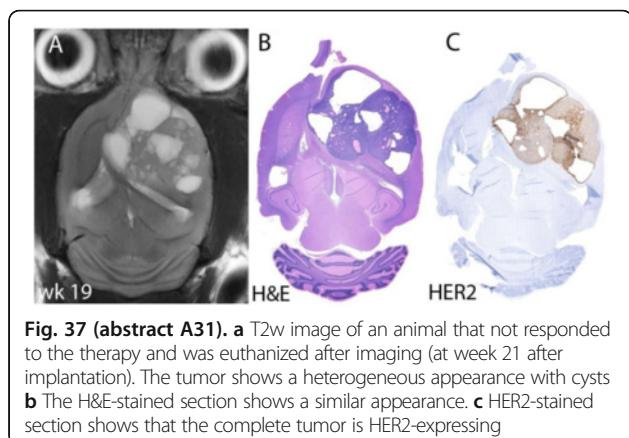 A
B
C
wk 19
H&E
HER2
Fig. 37 (abstract A31). a T2w image of an animal that not responded
to the therapy and was euthanized after imaging (at week 21 after
implantation). The tumor shows a heterogeneous appearance with cysts
b The H&E-stained section shows a similar appearance. c HER2-stained
section shows that the complete tumor is HER2-expressing